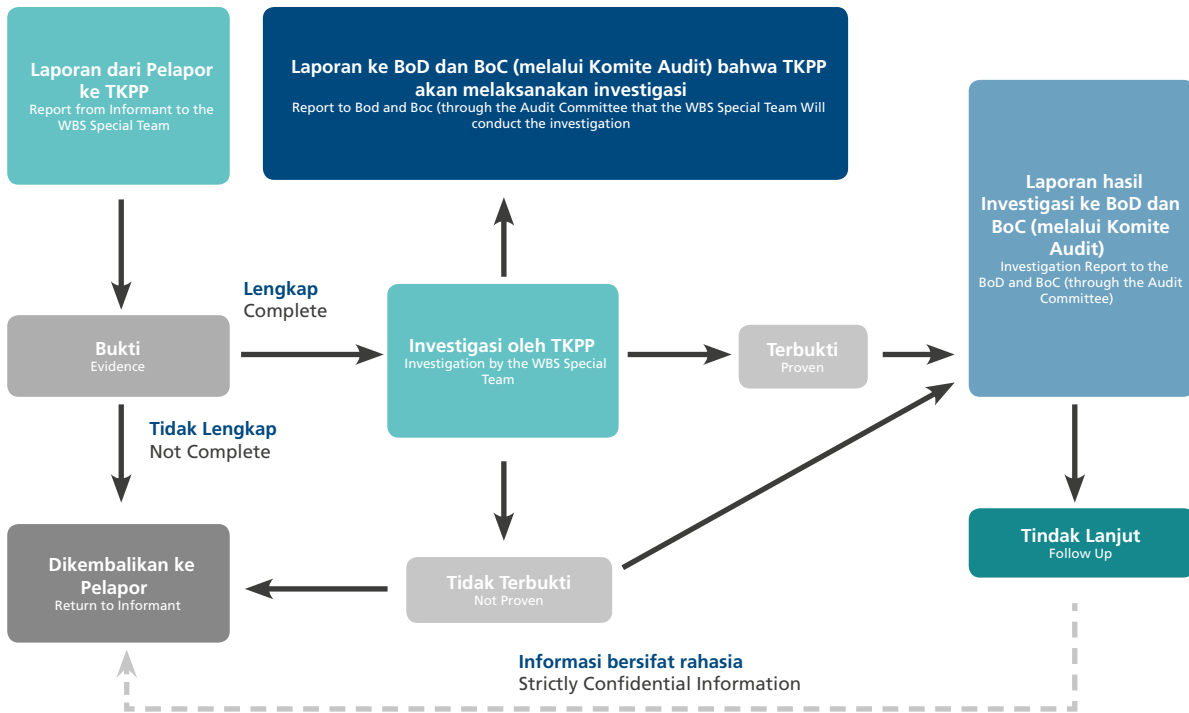 Laporan dari Pelapor
ke TKPP
Report from Informant to the
WBS Special Team
Laporan ke BoD dan BoC (melalui Komite Audit) bahwa TKPP
akan melaksanakan investigasi
Report to Bod and Boc (through the Audit Committee that the WBS Special Team Will
conduct the investigation
Laporan hasil
Investigasi ke BoD dan
BoC (melalui Komite
Audit)
Investigation Report to the
BoD and BoC (through the Audit
Committee)
Lengkap
Complete
Bukti
Evidence
Investigasi oleh TKPP
Investigation by the WBS Special
Team
Terbukti
Proven
Tidak Lengkap
Not Complete
Dikembalikan ke
Pelapor
Return to Informant
Tidak Terbukti
Not Proven
Tindak Lanjut
Follow Up
Informasi bersifat rahasia
Strictly Confidential Information